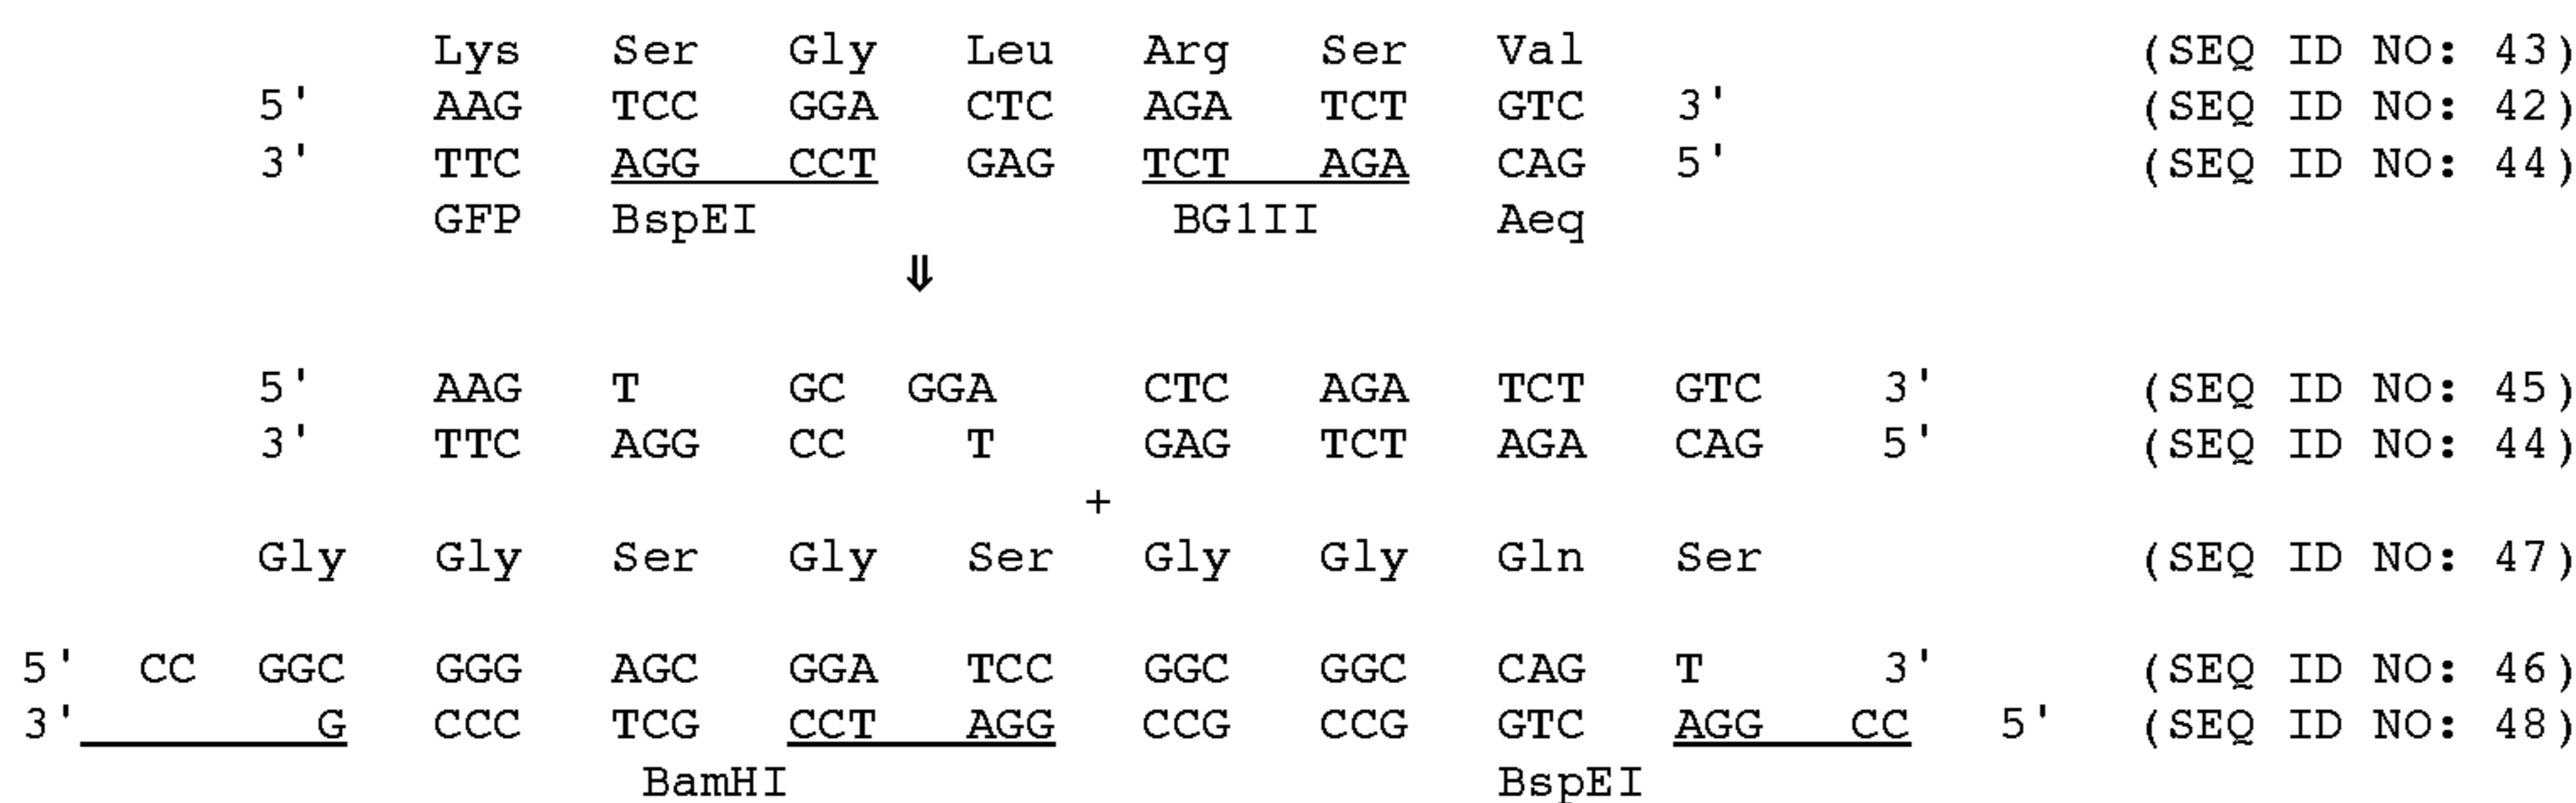 Lys Ser Gly Leu Arg Ser Val (SEQ ID NO: 43)
5' AAG TCC GGA CTC AGA TCT GTC 3' (SEQ ID NO: 42)
3' TTC AGG CCT GAG TCT AGA CAG 5' (SEQ ID NO: 44)
GFP BspEI BG1II Aeq
⇓
5' AAG T GC GGA CTC AGA TCT GTC 3' (SEQ ID NO: 45)
3' TTC AGG CC T GAG TCT AGA CAG 5' (SEQ ID NO: 44)
+
Gly Gly Ser Gly Ser Gly Gly Gln Ser (SEQ ID NO: 47)
5' CC GGC GGG AGC GGA TCC GGC GGC CAG T 3' (SEQ ID NO: 46)
3' G CCC TCG CCT AGG CCG CCG GTC AGG CC 5' (SEQ ID NO: 48)
BamHI BspEI